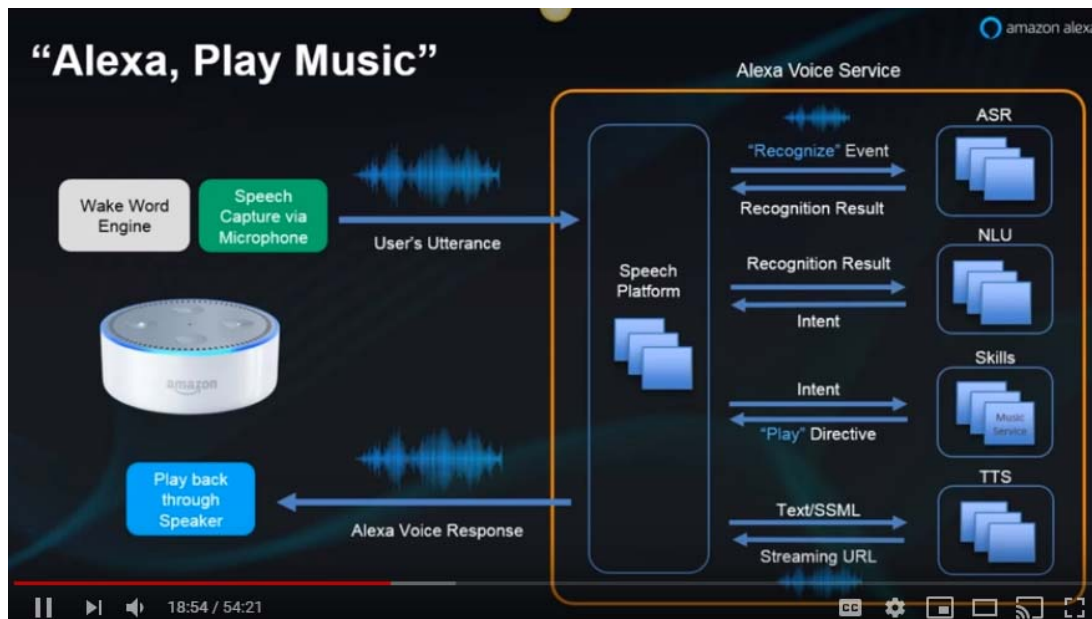 amazon alexa
“Alexa, Play Music”
Alexa Voice Service
ASR
“Recognize” Event
Recognition Result
Wake Word
Engine
Speech
Capture via
Microphone
User's Utterance
NLU
Recognition Result
Intent
Speech
Platform
amazon
Skills
Intent
“Play” Directive
Music
Service
Play back
through
Speaker
Alexa Voice Response
TTS
Text/SSML
Streaming URL
18:54 / 54:21
CC